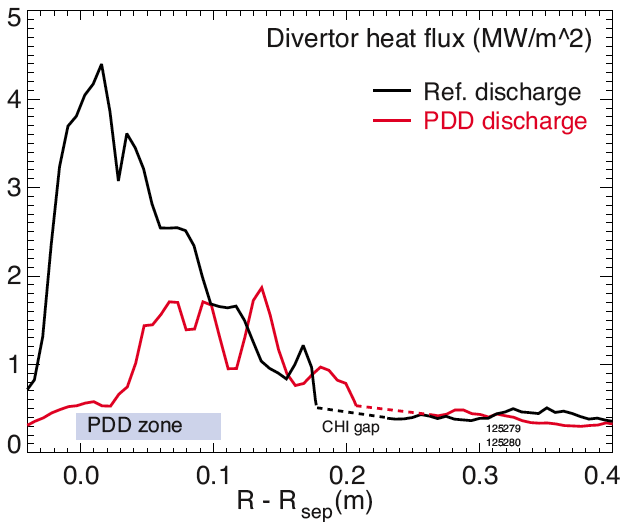 Divertor heat flux (MW/m^2)
Ref. discharge
PDD discharge
5
4
3
2
1
0
PDD zone
CHI gap
125279
125280
0.0 0.1 0.2 0.3 0.4
R - Rsep(m)